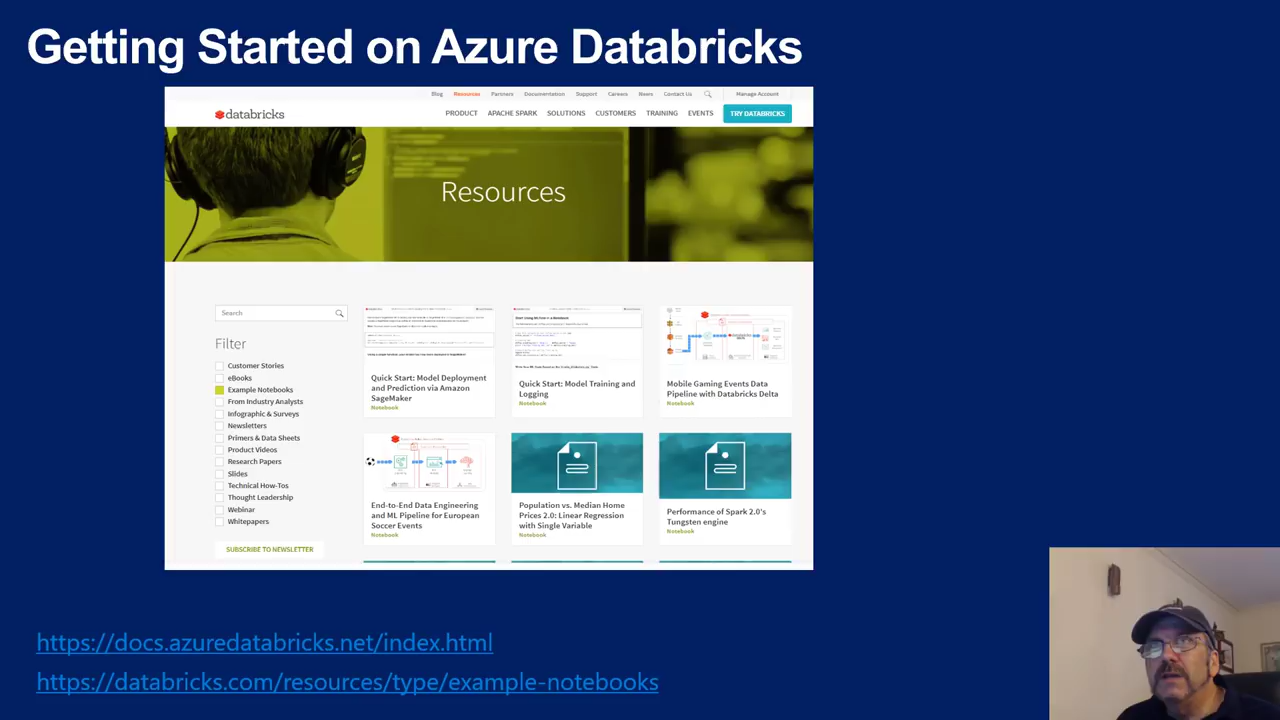 Getting Started on Azure Databricks
Blog Resources Partners Documentation Support Careers News Contact Us Manage Account
databricks
PRODUCT APACHE SPARK SOLUTIONS CUSTOMERS TRAINING EVENTS TRY DATABRICKS
Resources
Search
Filter
Customer Stories
eBooks
Example Notebooks
From Industry Analysts
Infographic & Surveys
Newsletters
Primers & Data Sheets
Product Videos
Research Papers
Slides
Technical How-Tos
Thought Leadership
Webinar
Whitepapers
SUBSCRIBE TO NEWSLETTER
Quick Start: Model Deployment
and Prediction via Amazon
SageMaker
Notebook
Quick Start: Model Training and
Logging
Notebook
Mobile Gaming Events Data
Pipeline with Databricks Delta
Notebook
End-to-End Data Engineering
and ML Pipeline for European
Soccer Events
Notebook
Population vs. Median Home
Prices 2.0: Linear Regression
with Single Variable
Notebook
Performance of Spark 2.0's
Tungsten engine
Notebook
https://docs.azuredatabricks.net/index.html
https://databricks.com/resources/type/example-notebooks